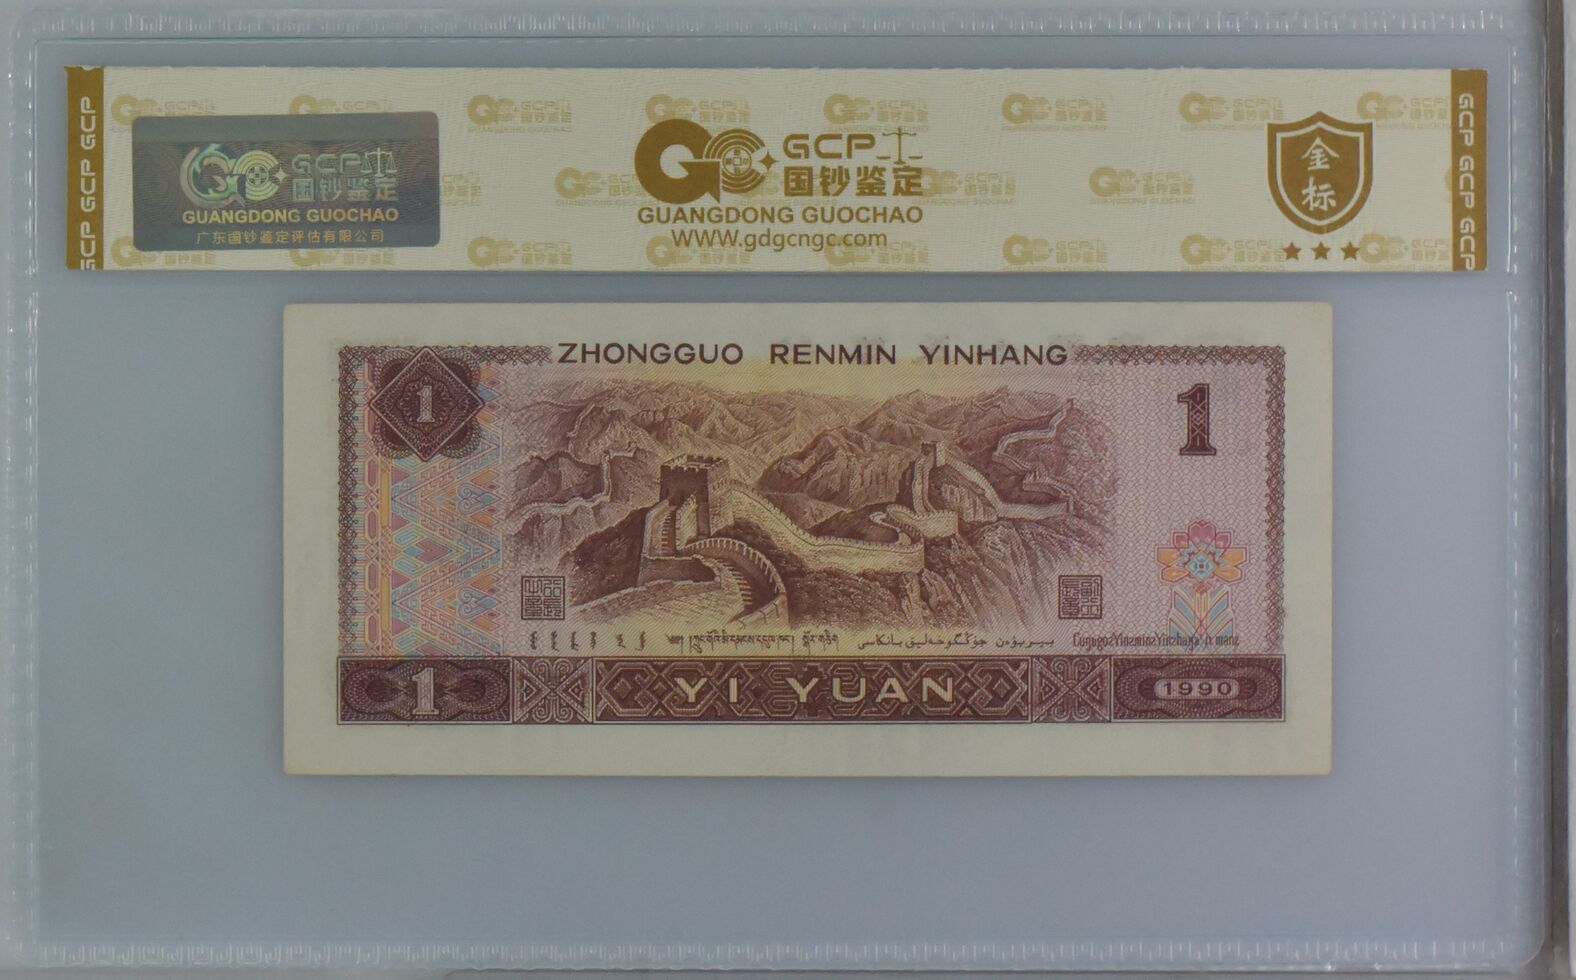 GCP GCP GCP
GCP
国钞鉴定
GUANGDONG GUOCHAO
广东国钞鉴定评估有限公司
GCP
国钞鉴定
GUANGDONG GUOCHAO
WWW.gdgcngc.com
金
标
GCP GCP GCP
ZHONGGUO RENMIN YINHANG
1
1
1
YI YUAN
1990